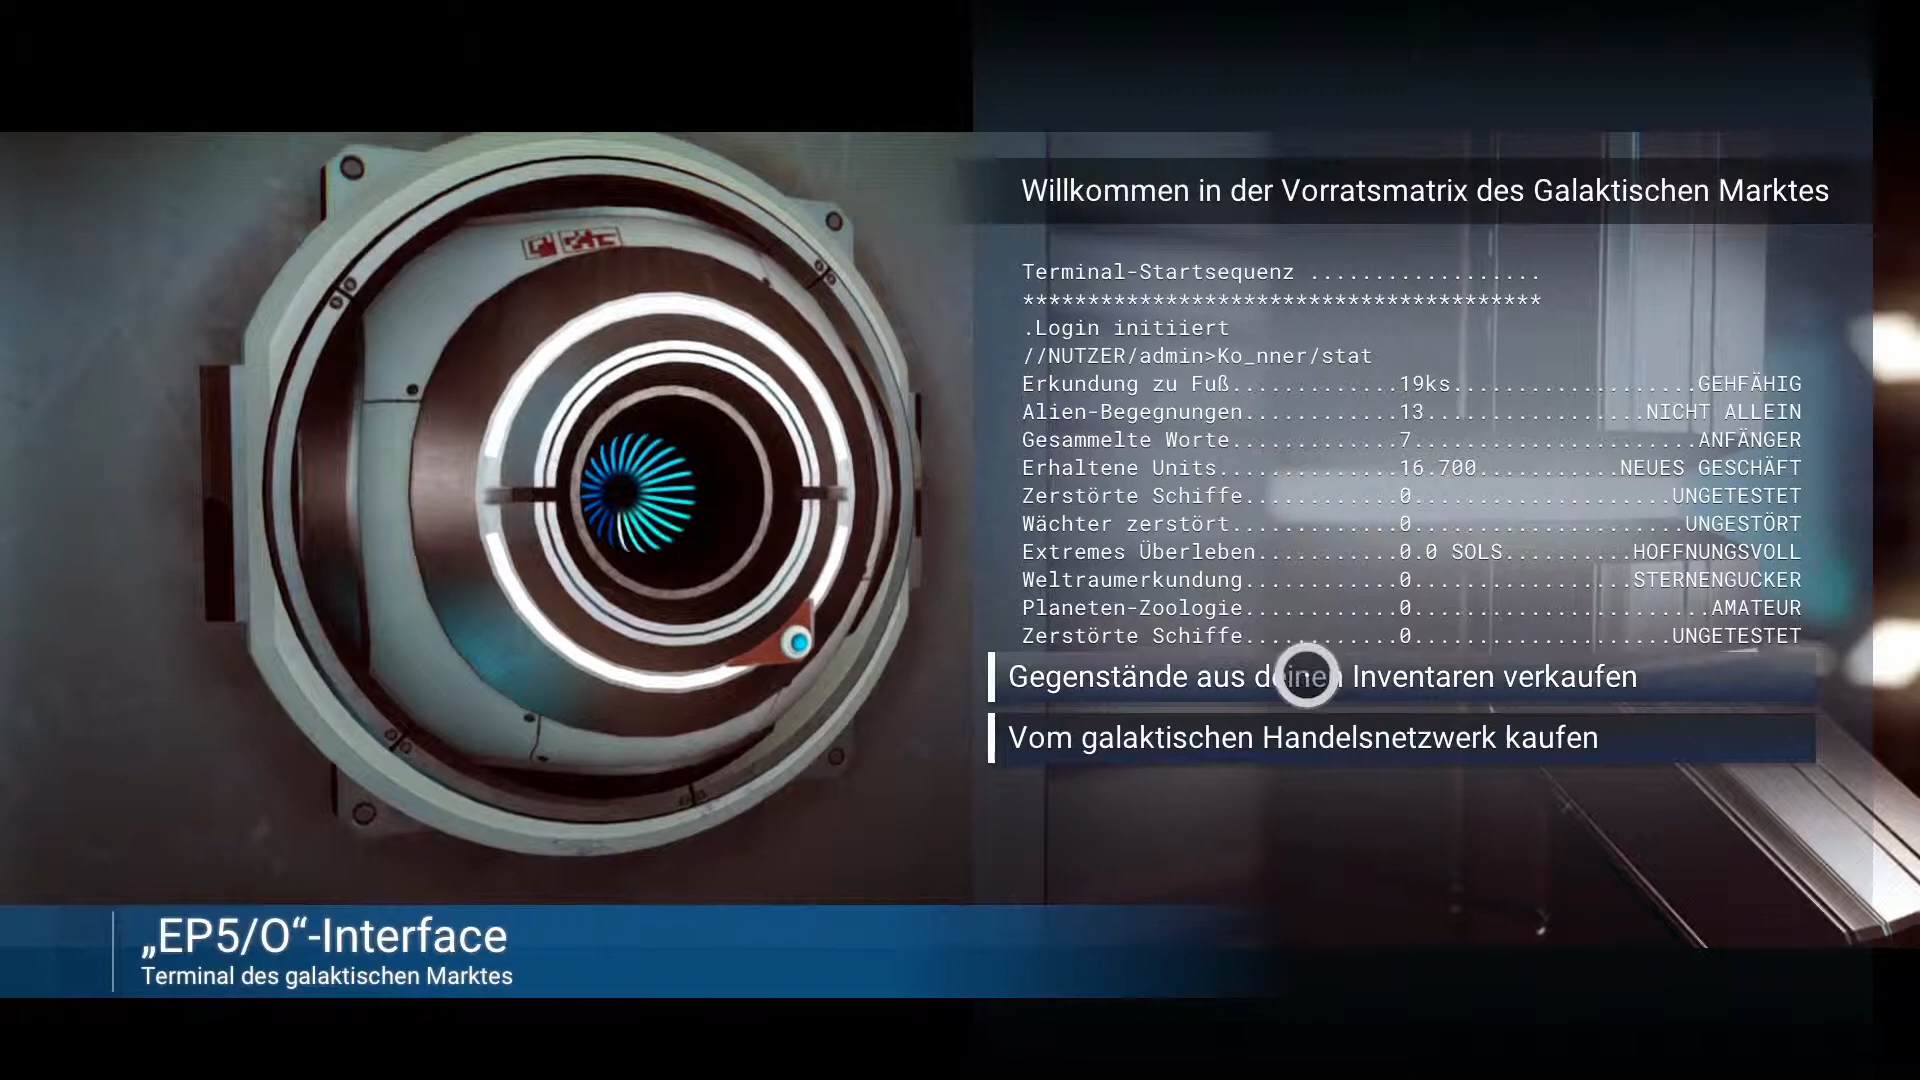 Willkommen in der Vorratsmatrix des Galaktischen Marktes
Terminal-Startsequenz ..................
****************************************
.Login initiiert
//NUTZER/admin>Ko_nner/stat
Erkundung zu Fuß.............19ks...................GEHFÄHIG
Alien-Begegnungen............13.................NICHT ALLEIN
Gesammelte Worte.............7......................ANFÄNGER
Erhaltene Units..............16.700...........NEUES GESCHÄFT
Zerstörte Schiffe............0....................UNGETESTET
Wächter zerstört.............0.....................UNGESTÖRT
Extremes Überleben...........0.0 SOLS..........HOFFNUNGSVOLL
Weltraumerkundung............0.................STERNENGUCKER
Planeten-Zoologie............0.......................AMATEUR
Zerstörte Schiffe............0....................UNGETESTET
Gegenstände aus deinen Inventaren verkaufen
Vom galaktischen Handelsnetzwerk kaufen
„EP5/O“-Interface
Terminal des galaktischen Marktes